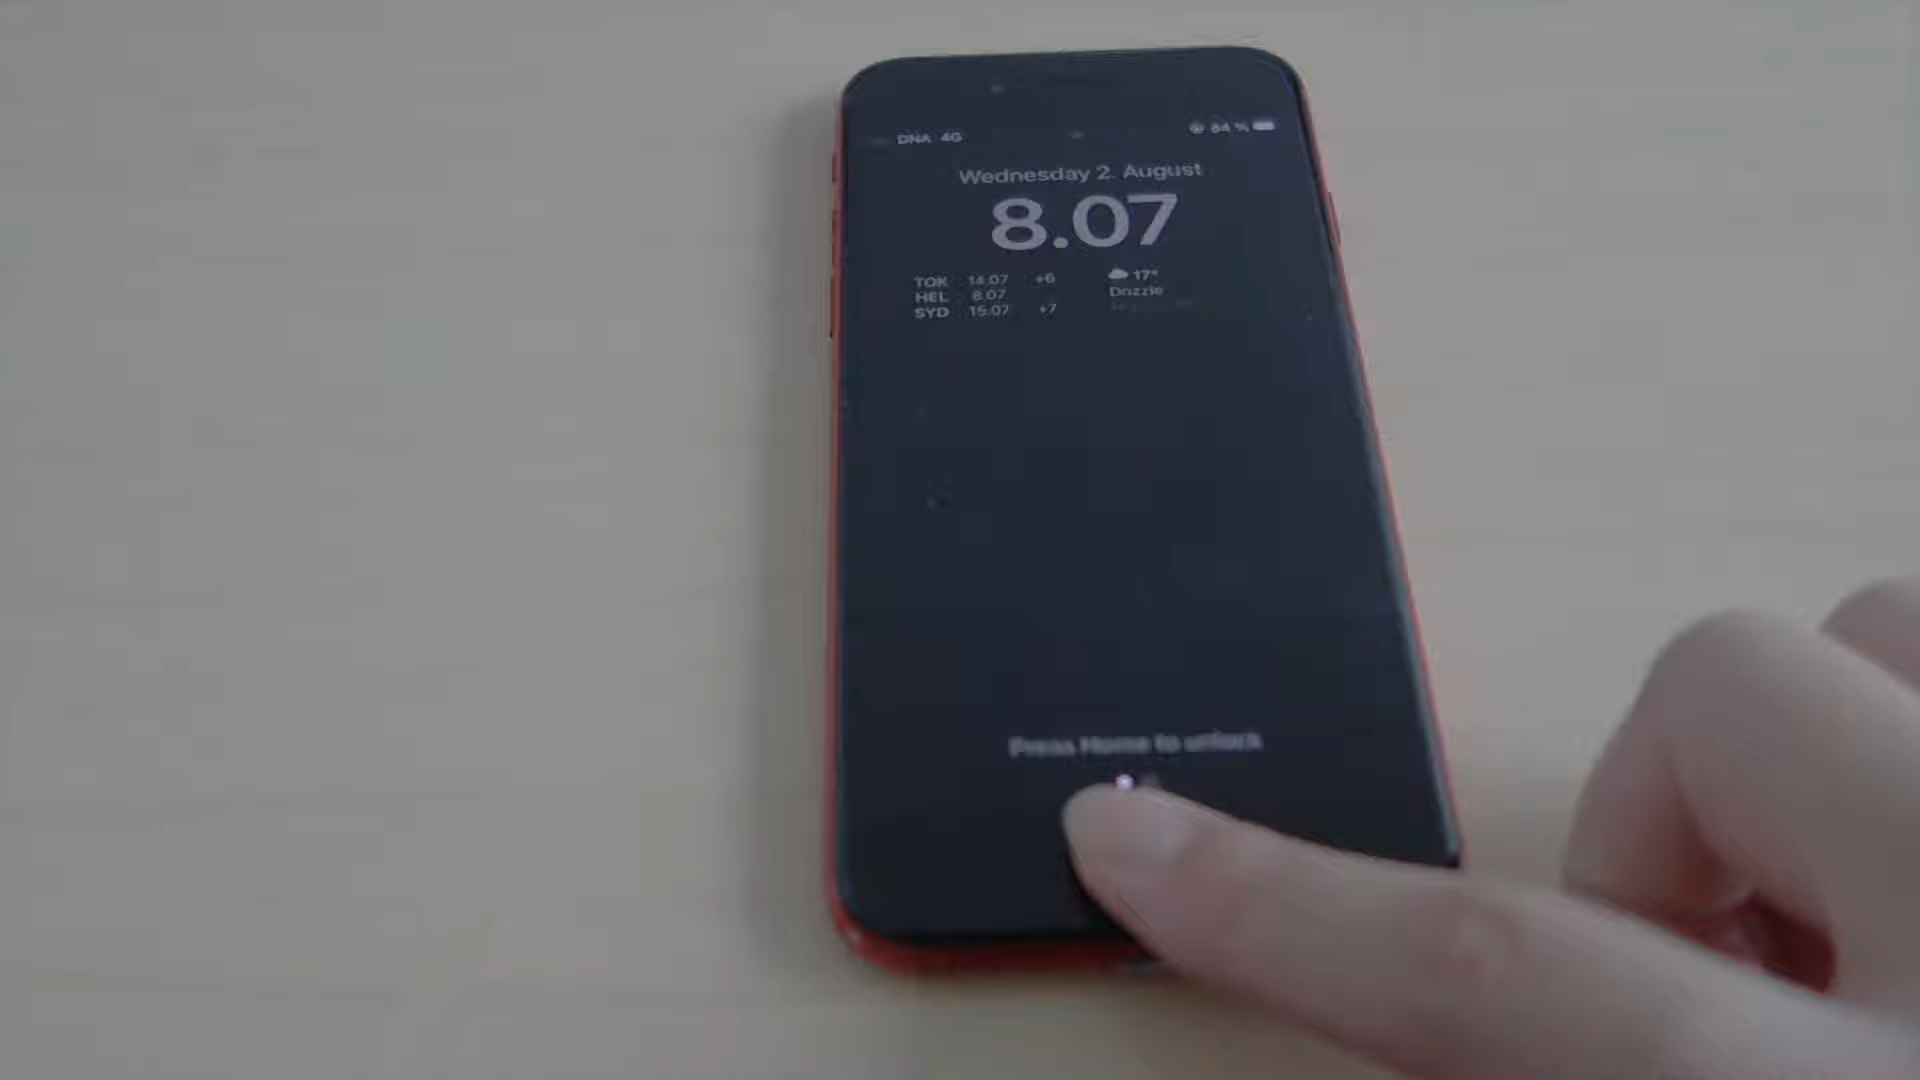 DNA 4G 84 %
Wednesday 2. August
8.07
TOK 14.07 +6
HEL 8.07
SYD 15.07 +7
17°
Drizzle
Press Home to unlock